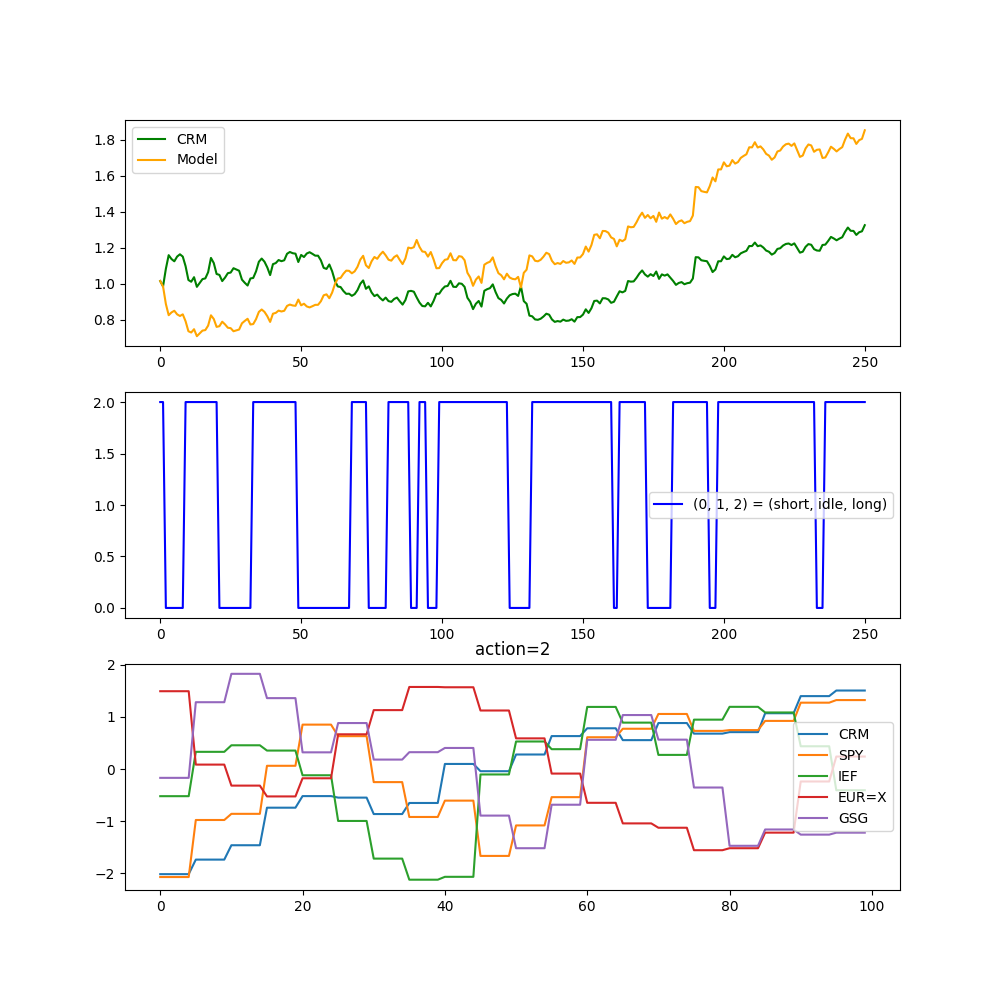 1.8
1.6
1.4
1.2
1.0
0.8
CRM
Model
0 50 100 150 200 250
2.0
1.5
1.0
0.5
0.0
(0, 1, 2) = (short, idle, long)
0 50 100 150 200 250
action=2
2
1
0
−1
−2
CRM
SPY
IEF
EUR=X
GSG
0 20 40 60 80 100